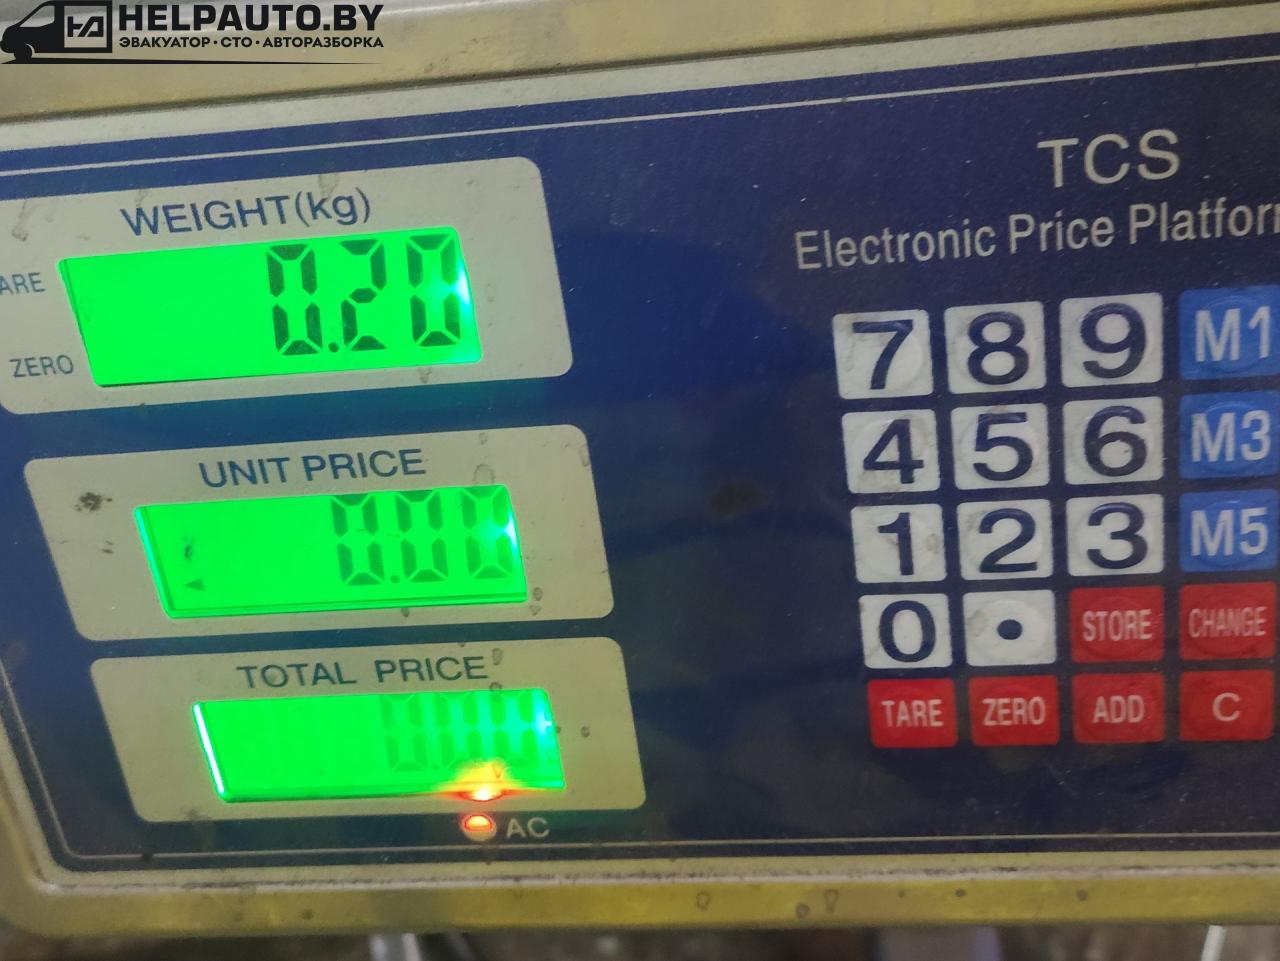 HELPAUTO.BY
ЭВАКУАТОР · СТО · АВТОРАЗБОРКА
TCS
Electronic Price
WEIGHT(kg)
0.20
ZERO
UNIT PRICE
0.00
TOTAL PRICE
0.00
AC
7 8 9 M1
4 5 6 M3
1 2 3 M5
0 . STORE CHANGE
TARE ZERO ADD C